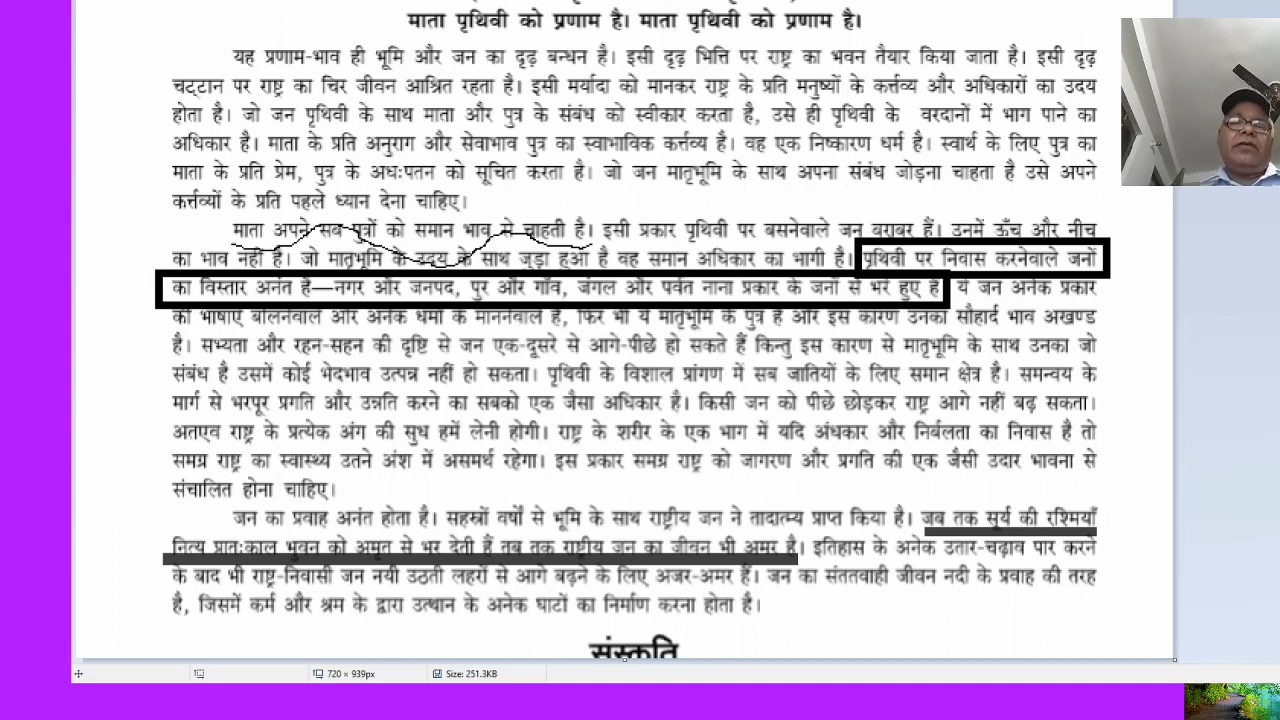 माता पृथिवी को प्रणाम है। माता पृथिवी को प्रणाम है।
यह प्रणाम-भाव ही भूमि और जन का दृढ़ बन्धन है। इसी दृढ़ भित्ति पर राष्ट्र का भवन तैयार किया जाता है। इसी दृढ़
चट्टान पर राष्ट्र का चिर जीवन आश्रित रहता है। इसी मर्यादा को मानकर राष्ट्र के प्रति मनुष्यों के कर्त्तव्य और अधिकारों का उदय
होता है। जो जन पृथिवी के साथ माता और पुत्र के संबंध को स्वीकार करता है, उसे ही पृथिवी के वरदानों में भाग पाने का
अधिकार है। माता के प्रति अनुराग और सेवाभाव पुत्र का स्वाभाविक कर्त्तव्य है। वह एक निष्कारण धर्म है। स्वार्थ के लिए पुत्र का
माता के प्रति प्रेम, पुत्र के अधःपतन को सूचित करता है। जो जन मातृभूमि के साथ अपना संबंध जोड़ना चाहता है उसे अपने
कर्त्तव्यों के प्रति पहले ध्यान देना चाहिए।
माता अपने सब पुत्रों को समान भाव से चाहती है। इसी प्रकार पृथिवी पर बसनेवाले जन बराबर हैं। उनमें ऊँच और नीच
का भाव नहीं है। जो मातृभूमि के उदय के साथ जुड़ा हुआ है वह समान अधिकार का भागी है। पृथिवी पर निवास करनेवाले जनों
का विस्तार अनंत है—नगर और जनपद, पुर और गाँव, जंगल और पर्वत नाना प्रकार के जनों से भरे हुए हैं ये जन अनेक प्रकार
की भाषाएँ बोलनेवाले और अनेक धर्मों के माननेवाले हैं, फिर भी ये मातृभूमि के पुत्र हैं और इस कारण उनका सौहार्द भाव अखण्ड
है। सभ्यता और रहन-सहन की दृष्टि से जन एक-दूसरे से आगे-पीछे हो सकते हैं किन्तु इस कारण से मातृभूमि के साथ उनका जो
संबंध है उसमें कोई भेदभाव उत्पन्न नहीं हो सकता। पृथिवी के विशाल प्रांगण में सब जातियों के लिए समान क्षेत्र है। समन्वय के
मार्ग से भरपूर प्रगति और उन्नति करने का सबको एक जैसा अधिकार है। किसी जन को पीछे छोड़कर राष्ट्र आगे नहीं बढ़ सकता।
अतएव राष्ट्र के प्रत्येक अंग की सुध हमें लेनी होगी। राष्ट्र के शरीर के एक भाग में यदि अंधकार और निर्बलता का निवास है तो
समग्र राष्ट्र का स्वास्थ्य उतने अंश में असमर्थ रहेगा। इस प्रकार समग्र राष्ट्र को जागरण और प्रगति की एक जैसी उदार भावना से
संचालित होना चाहिए।
जन का प्रवाह अनंत होता है। सहस्रों वर्षों से भूमि के साथ राष्ट्रीय जन ने तादात्म्य प्राप्त किया है। जब तक सूर्य की रश्मियाँ
नित्य प्रातःकाल भुवन को अमृत से भर देती हैं तब तक राष्ट्रीय जन का जीवन भी अमर है। इतिहास के अनेक उतार-चढ़ाव पार करने
के बाद भी राष्ट्र-निवासी जन नयी उठती लहरों से आगे बढ़ने के लिए अजर-अमर हैं। जन का संततवाही जीवन नदी के प्रवाह की तरह
है, जिसमें कर्म और श्रम के द्वारा उत्थान के अनेक घाटों का निर्माण करना होता है।
संस्कृति
720 × 939px
Size: 251.3KB